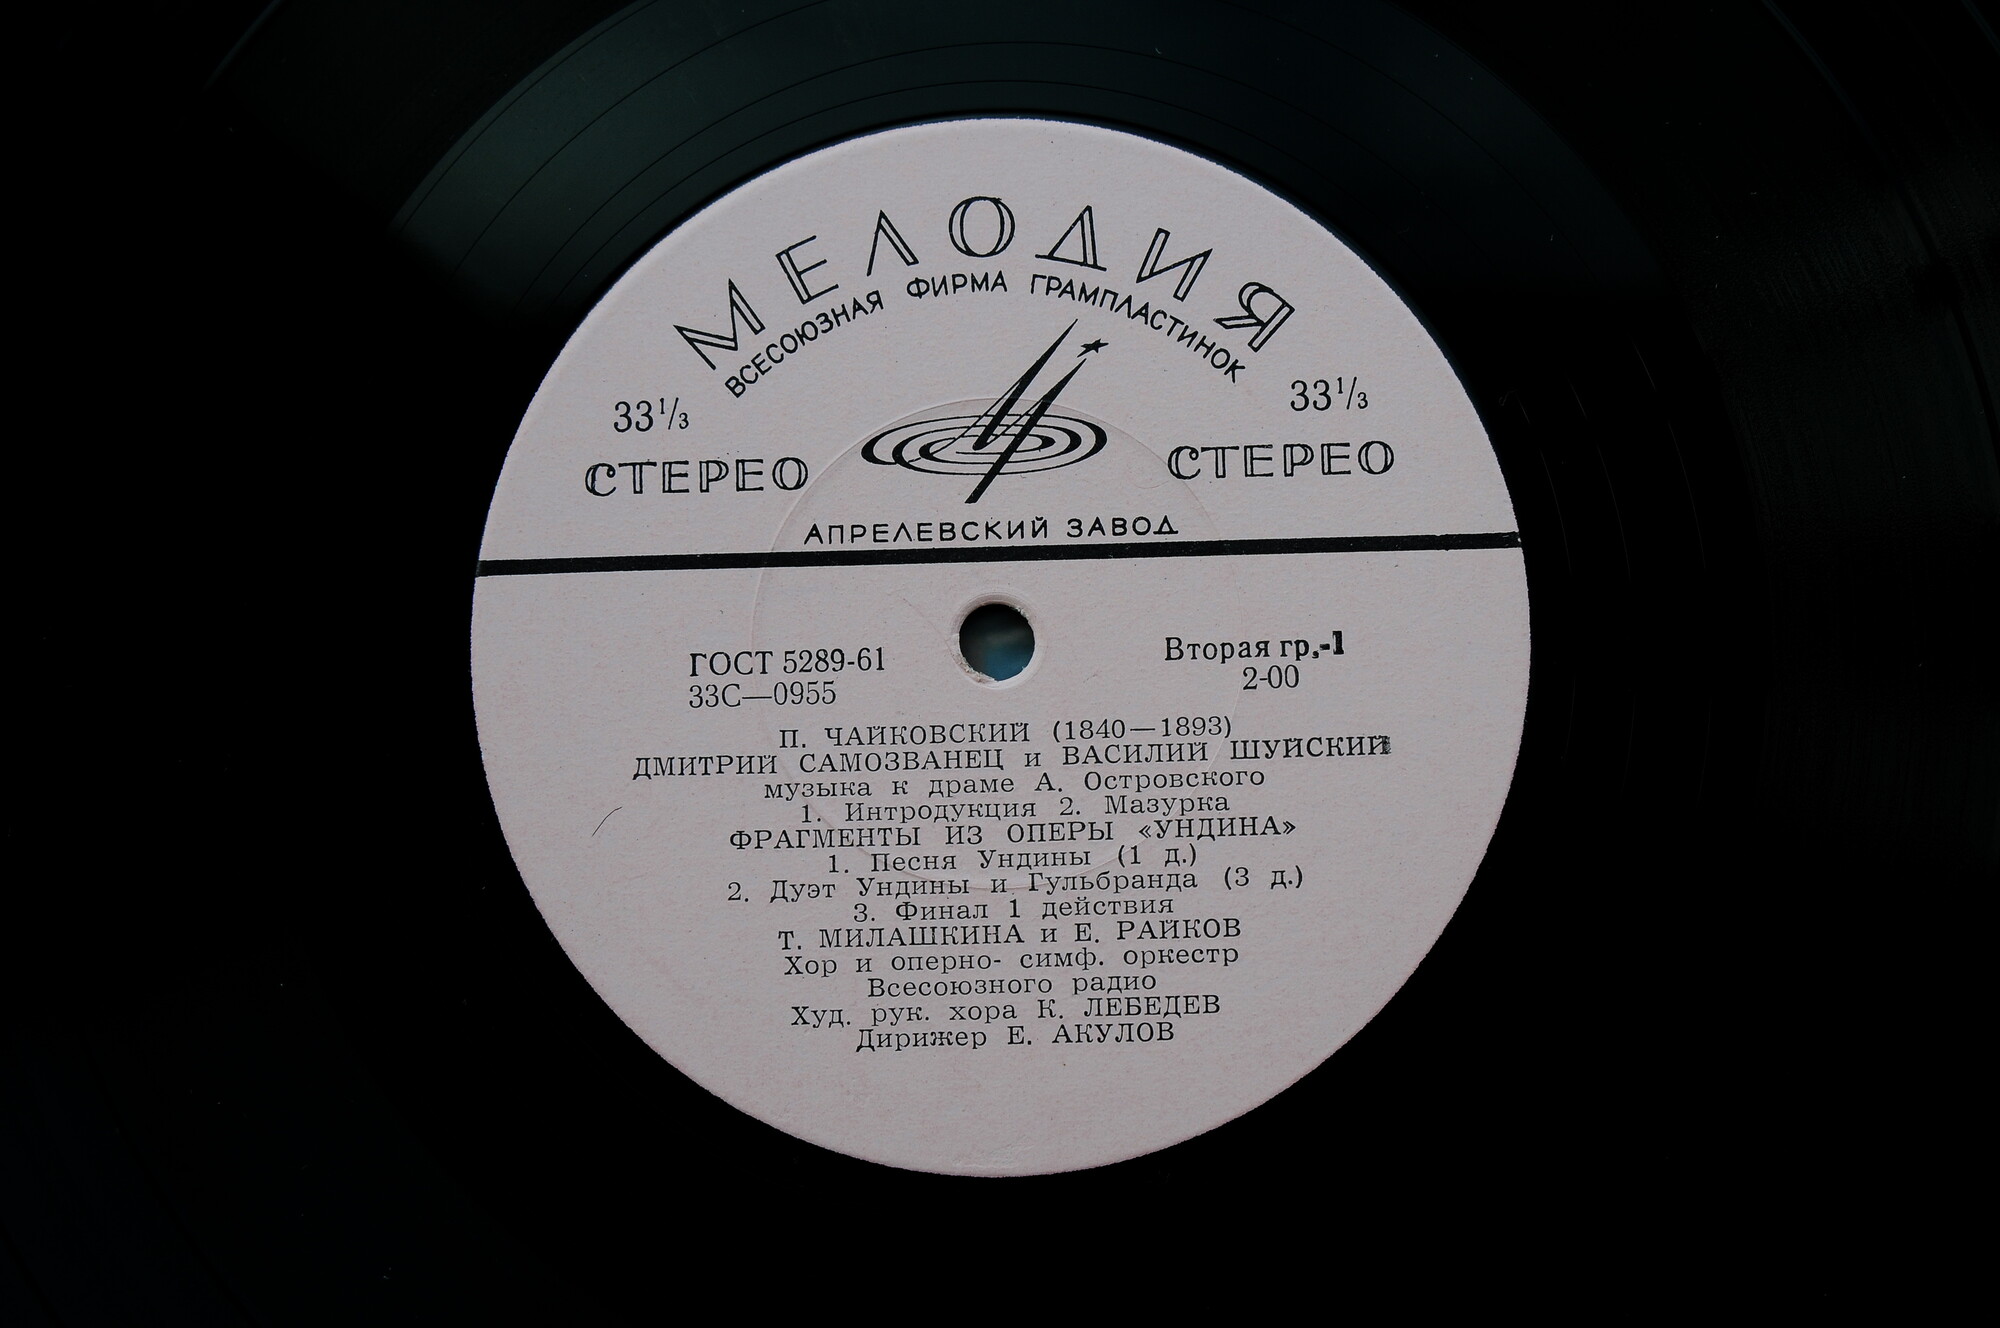 МЕЛОДИЯ
ВСЕСОЮЗНАЯ ФИРМА ГРАМПЛАСТИНОК
33⅓ 33⅓
СТЕРЕО СТЕРЕО
АПРЕЛЕВСКИЙ ЗАВОД
ГОСТ 5289-61 Вторая гр.-1
33С—0955 2-00
П. ЧАЙКОВСКИЙ (1840—1893)
ДМИТРИЙ САМОЗВАНЕЦ и ВАСИЛИЙ ШУЙСКИЙ
музыка к драме А. Островского
1. Интродукция 2. Мазурка
ФРАГМЕНТЫ ИЗ ОПЕРЫ «УНДИНА»
1. Песня Ундины (1 д.)
2. Дуэт Ундины и Гульбранда (3 д.)
3. Финал 1 действия
Т. МИЛАШКИНА и Е. РАЙКОВ
Хор и оперно- симф. оркестр
Всесоюзного радио
Худ. рук. хора К. ЛЕБЕДЕВ
Дирижер Е. АКУЛОВ